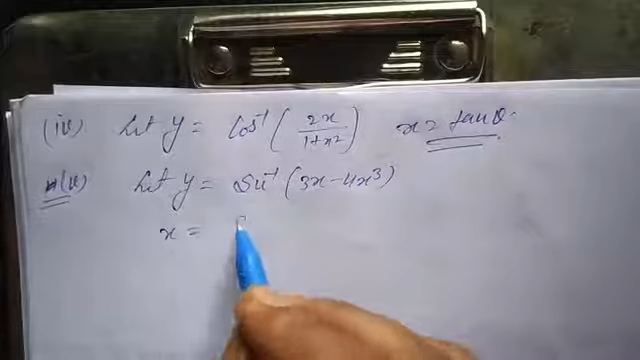 (iv) Let y = Cos⁻¹ (2x/1+x²) x = tanθ.
(v) Let y = Sin⁻¹ (3x-4x³)
x =